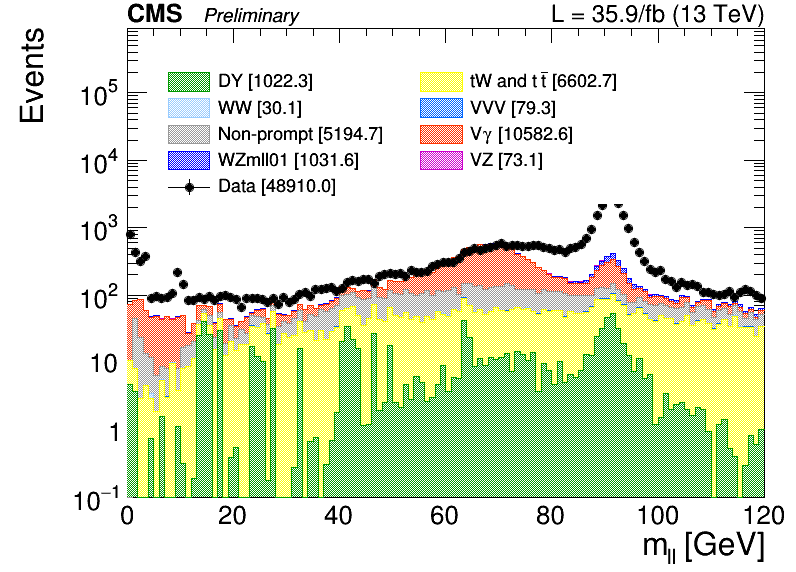 CMS Preliminary L = 35.9/fb (13 TeV)
Events
DY [1022.3] tW and t t̄ [6602.7]
WW [30.1] VVV [79.3]
Non-prompt [5194.7] Vγ [10582.6]
WZmll01 [1031.6] VZ [73.1]
Data [48910.0]
10⁵
10⁴
10³
10²
10
1
10⁻¹
0 20 40 60 80 100 120
m_ll [GeV]